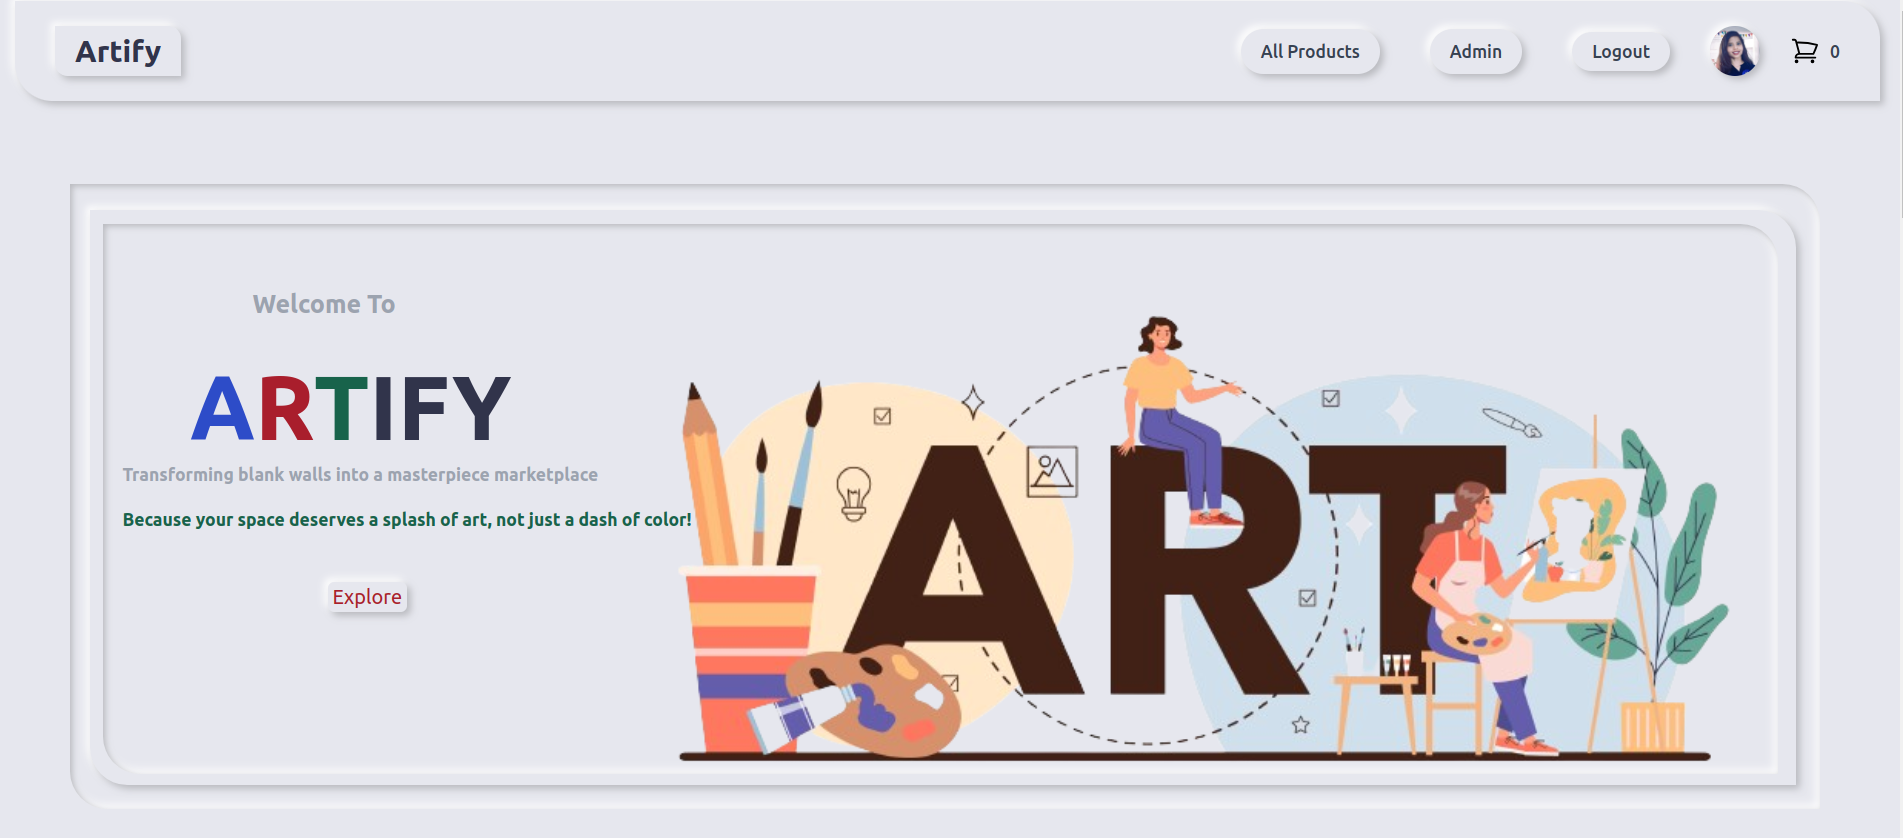 Artify
All Products
Admin
Logout
0
Welcome To
ARTIFY
Transforming blank walls into a masterpiece marketplace
Because your space deserves a splash of art, not just a dash of color!
Explore
ART